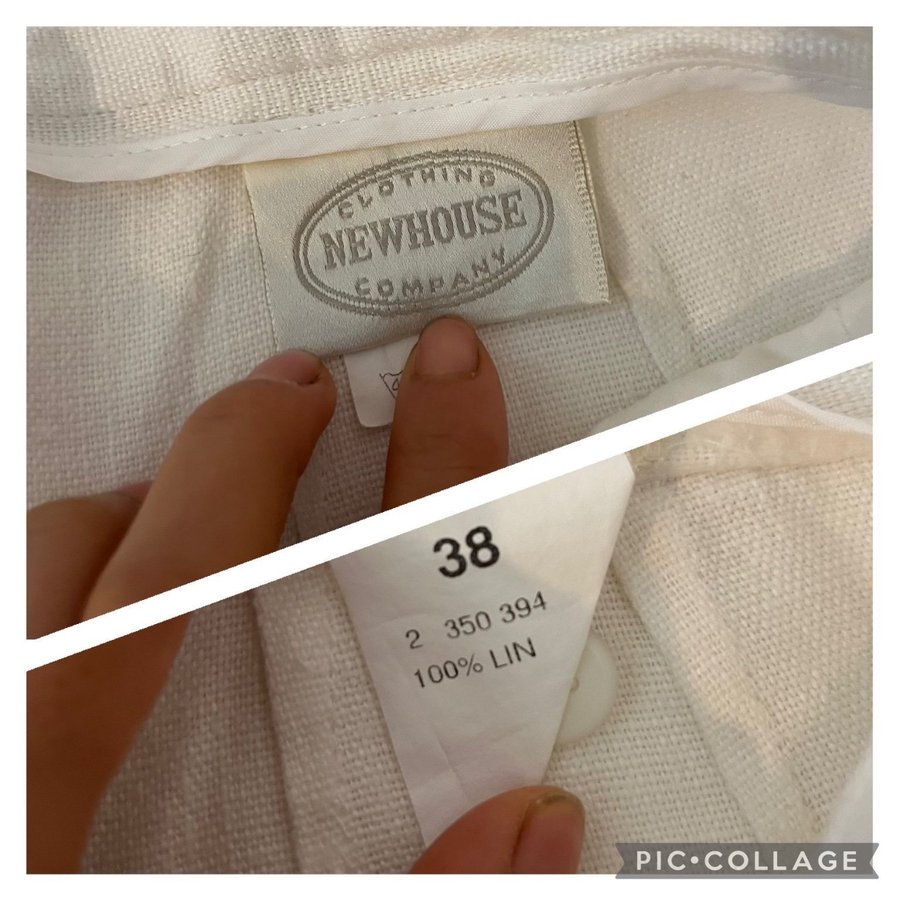 CLOTHING
NEWHOUSE
COMPANY
38
2 350 394
100% LIN
PIC•COLLAGE